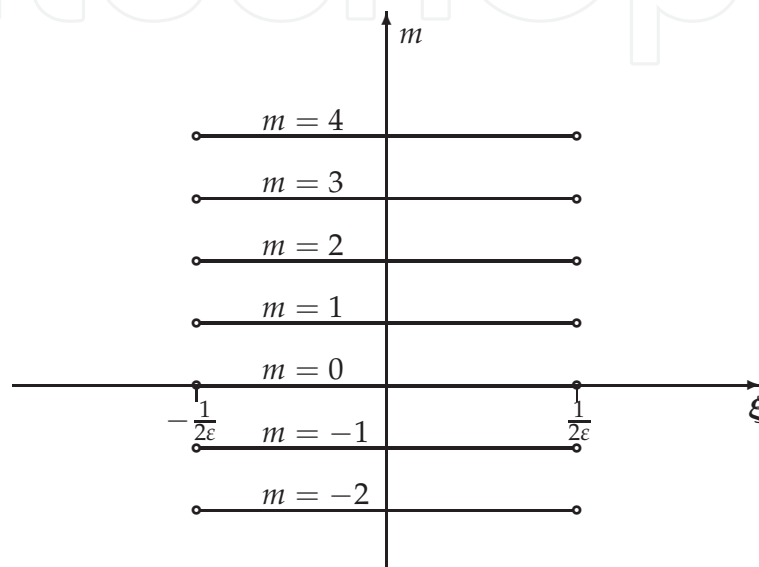 m
m = 4
m = 3
m = 2
m = 1
m = 0
ξ
−1/2ε
1/2ε
m = −1
m = −2